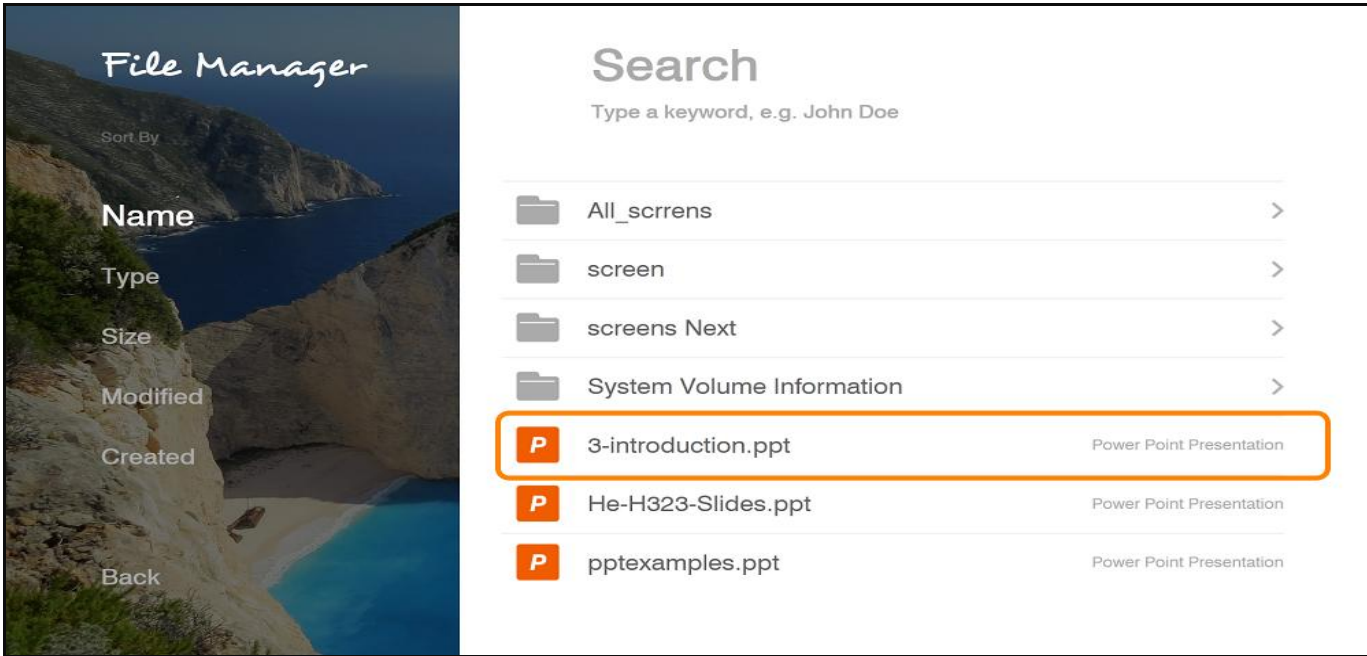 File Manager
Sort By
Name
Type
Size
Modified
Created
Back
Search
Type a keyword, e.g. John Doe
All_scrrens
screen
screens Next
System Volume Information
P 3-introduction.ppt Power Point Presentation
P He-H323-Slides.ppt Power Point Presentation
P pptexamples.ppt Power Point Presentation